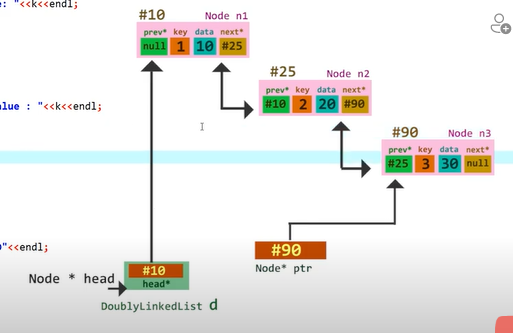 e: "<<k<<endl;
#10
Node n1
prev* key data next*
null 1 10 #25
#25
Node n2
prev* key data next*
#10 2 20 #90
alue : "<<k<<endl;
#90
Node n3
prev* key data next*
#25 3 30 null
0"<<endl;
#90
Node* ptr
Node * head
#10
head*
DoublyLinkedList d